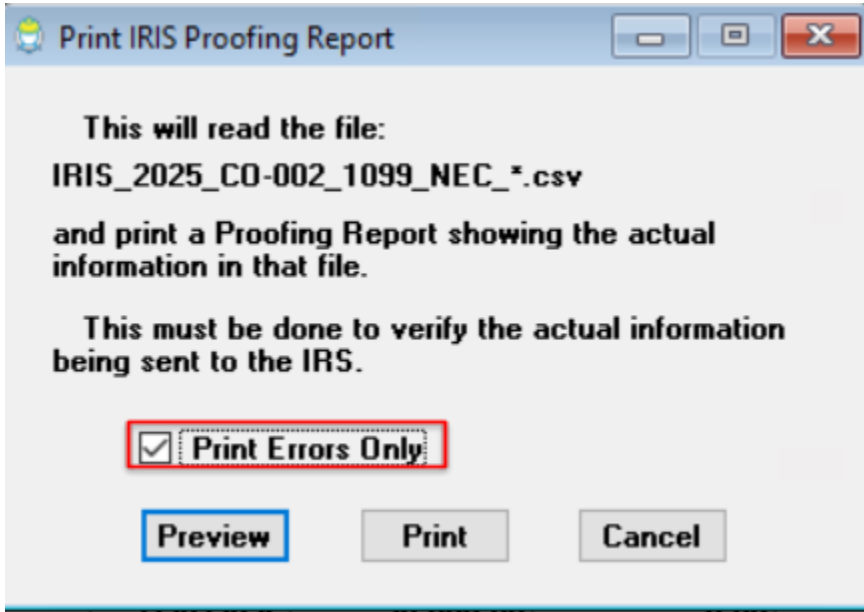 Print IRIS Proofing Report
This will read the file:
IRIS_2025_CO-002_1099_NEC_*.csv
and print a Proofing Report showing the actual
information in that file.
This must be done to verify the actual information
being sent to the IRS.
Print Errors Only
Preview Print Cancel